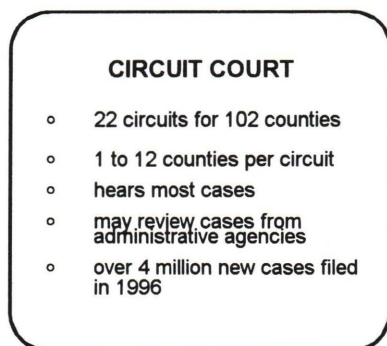 CIRCUIT COURT
◦ 22 circuits for 102 counties
◦ 1 to 12 counties per circuit
◦ hears most cases
◦ may review cases from
administrative agencies
◦ over 4 million new cases filed
in 1996